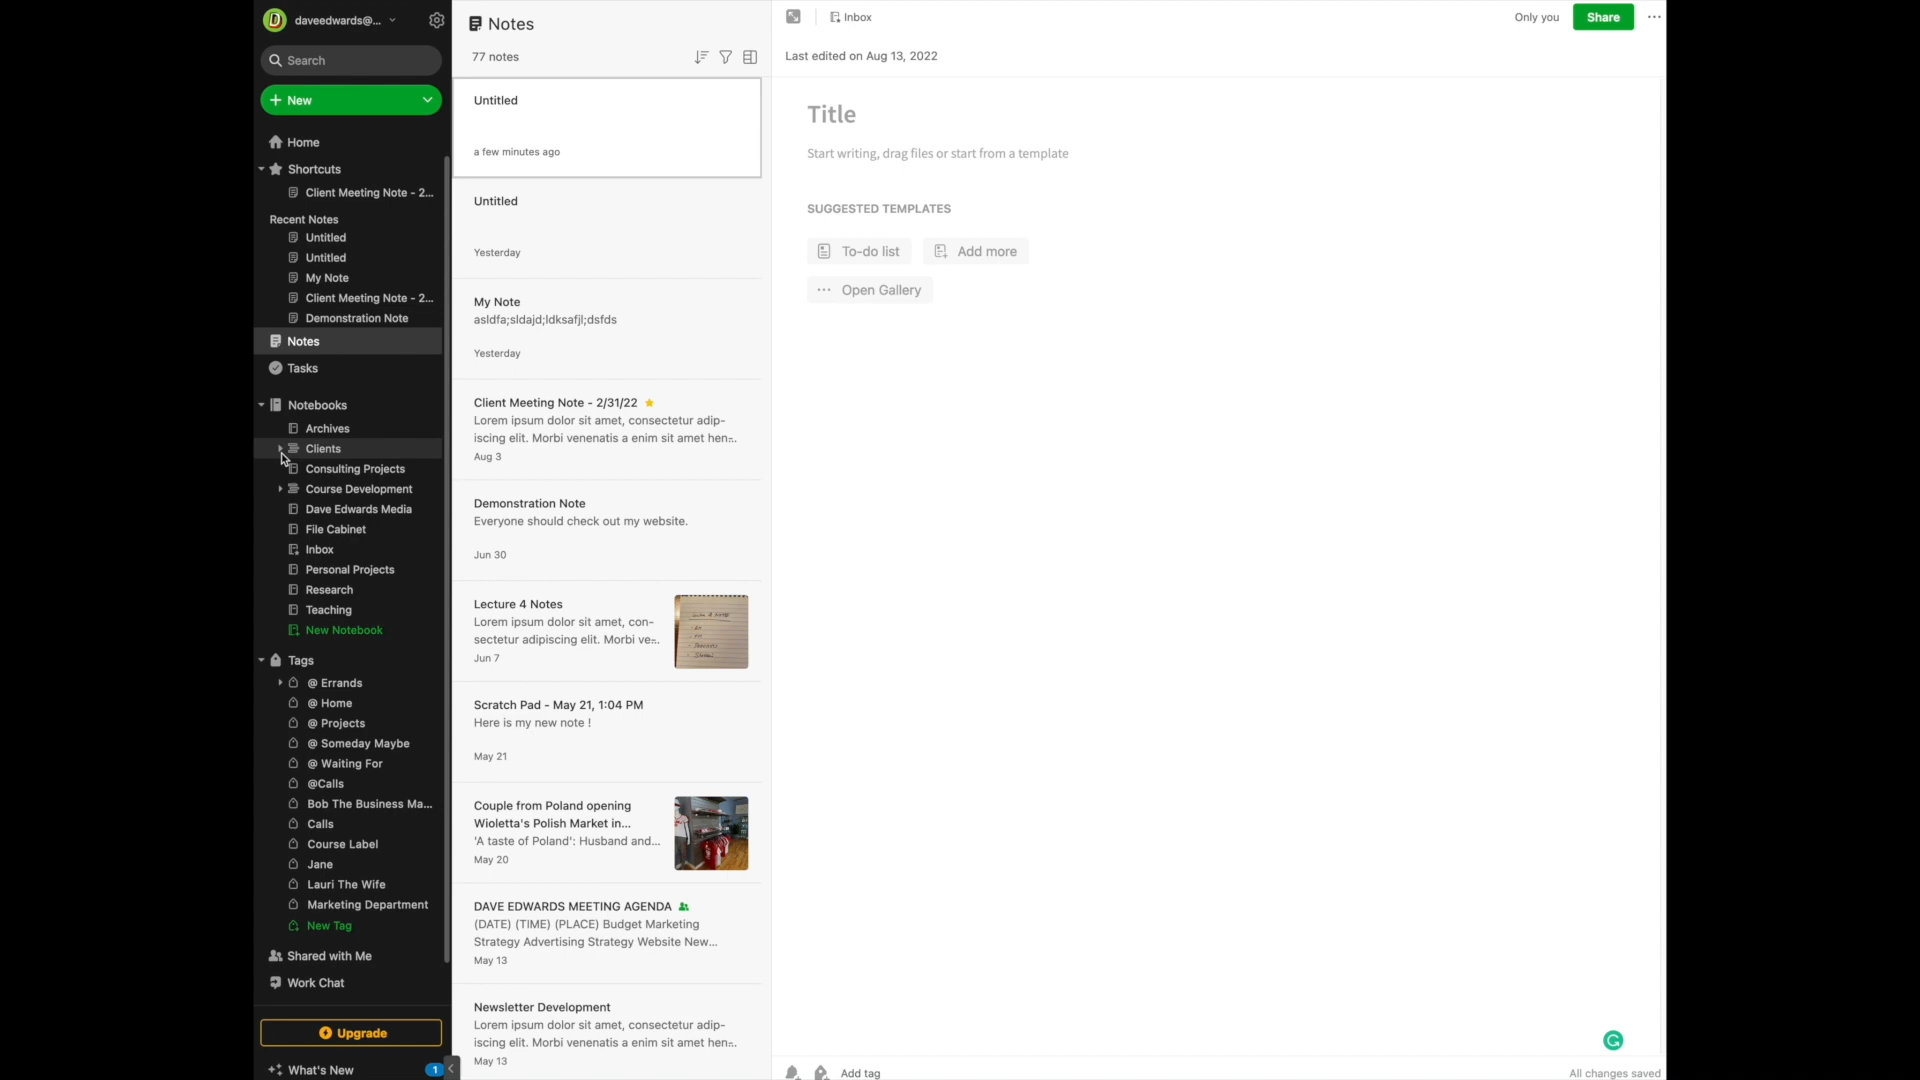 D daveedwards@...
Search
+ New
Home
Shortcuts
Client Meeting Note - 2...
Recent Notes
Untitled
Untitled
My Note
Client Meeting Note - 2...
Demonstration Note
Notes
Tasks
Notebooks
Archives
Clients
Consulting Projects
Course Development
Dave Edwards Media
File Cabinet
Inbox
Personal Projects
Research
Teaching
New Notebook
Tags
@ Errands
@ Home
@ Projects
@ Someday Maybe
@ Waiting For
@Calls
Bob The Business Ma...
Calls
Course Label
Jane
Lauri The Wife
Marketing Department
New Tag
Shared with Me
Work Chat
Upgrade
What's New 1
Notes
77 notes
Untitled
a few minutes ago
Untitled
Yesterday
My Note
asldfa;sldajd;ldksafjl;dsfds
Yesterday
Client Meeting Note - 2/31/22
Lorem ipsum dolor sit amet, consectetur adip-
iscing elit. Morbi venenatis a enim sit amet hen...
Aug 3
Demonstration Note
Everyone should check out my website.
Jun 30
Lecture 4 Notes
Lorem ipsum dolor sit amet, con-
sectetur adipiscing elit. Morbi ve...
Jun 7
Scratch Pad - May 21, 1:04 PM
Here is my new note !
May 21
Couple from Poland opening
Wioletta's Polish Market in...
'A taste of Poland': Husband and...
May 20
DAVE EDWARDS MEETING AGENDA
(DATE) (TIME) (PLACE) Budget Marketing
Strategy Advertising Strategy Website New...
May 13
Newsletter Development
Lorem ipsum dolor sit amet, consectetur adip-
iscing elit. Morbi venenatis a enim sit amet hen...
May 13
Inbox
Only you
Share
Last edited on Aug 13, 2022
Title
Start writing, drag files or start from a template
SUGGESTED TEMPLATES
To-do list
Add more
Open Gallery
Add tag
All changes saved